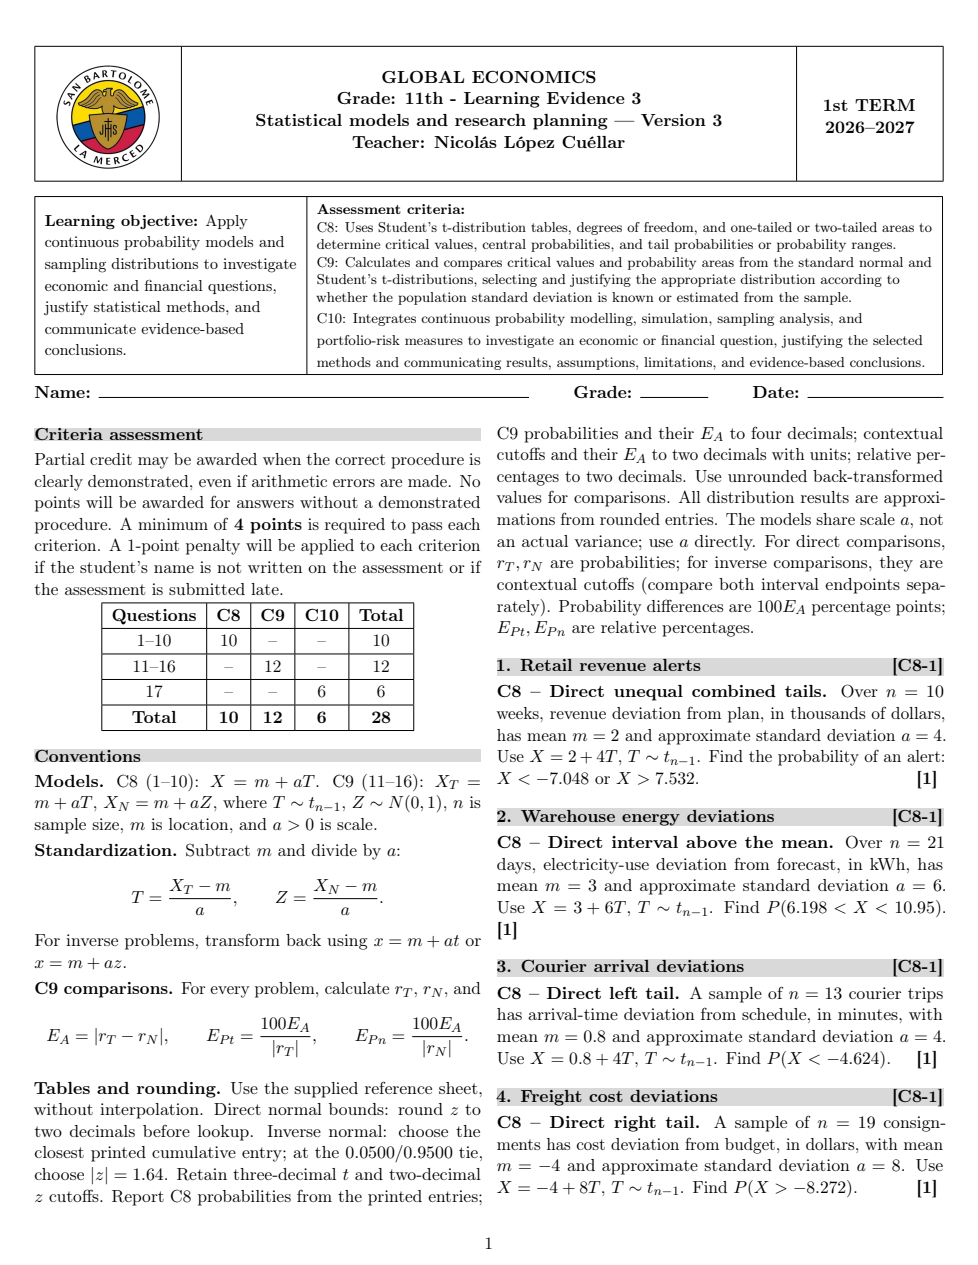 SAN BARTOLOMÉ
LA MERCED
JHS
GLOBAL ECONOMICS
Grade: 11th - Learning Evidence 3
Statistical models and research planning — Version 3
Teacher: Nicolás López Cuéllar
1st TERM
2026–2027
Learning objective: Apply
continuous probability models and
sampling distributions to investigate
economic and financial questions,
justify statistical methods, and
communicate evidence-based
conclusions.
Assessment criteria:
C8: Uses Student's t-distribution tables, degrees of freedom, and one-tailed or two-tailed areas to
determine critical values, central probabilities, and tail probabilities or probability ranges.
C9: Calculates and compares critical values and probability areas from the standard normal and
Student's t-distributions, selecting and justifying the appropriate distribution according to
whether the population standard deviation is known or estimated from the sample.
C10: Integrates continuous probability modelling, simulation, sampling analysis, and
portfolio-risk measures to investigate an economic or financial question, justifying the selected
methods and communicating results, assumptions, limitations, and evidence-based conclusions.
Name: Grade: Date:
Criteria assessment
Partial credit may be awarded when the correct procedure is
clearly demonstrated, even if arithmetic errors are made. No
points will be awarded for answers without a demonstrated
procedure. A minimum of 4 points is required to pass each
criterion. A 1-point penalty will be applied to each criterion
if the student's name is not written on the assessment or if
the assessment is submitted late.
Questions C8 C9 C10 Total
1–10 10 – – 10
11–16 – 12 – 12
17 – – 6 6
Total 10 12 6 28
Conventions
Models. C8 (1–10): X = m + aT. C9 (11–16): X_T =
m + aT, X_N = m + aZ, where T ∼ t_{n−1}, Z ∼ N(0, 1), n is
sample size, m is location, and a > 0 is scale.
Standardization. Subtract m and divide by a:
T = (X_T − m)/a, Z = (X_N − m)/a.
For inverse problems, transform back using x = m + at or
x = m + az.
C9 comparisons. For every problem, calculate r_T, r_N, and
E_A = |r_T − r_N|, E_{Pt} = 100E_A/|r_T|, E_{Pn} = 100E_A/|r_N|.
Tables and rounding. Use the supplied reference sheet,
without interpolation. Direct normal bounds: round z to
two decimals before lookup. Inverse normal: choose the
closest printed cumulative entry; at the 0.0500/0.9500 tie,
choose |z| = 1.64. Retain three-decimal t and two-decimal
z cutoffs. Report C8 probabilities from the printed entries;
C9 probabilities and their E_A to four decimals; contextual
cutoffs and their E_A to two decimals with units; relative per-
centages to two decimals. Use unrounded back-transformed
values for comparisons. All distribution results are approxi-
mations from rounded entries. The models share scale a, not
an actual variance; use a directly. For direct comparisons,
r_T, r_N are probabilities; for inverse comparisons, they are
contextual cutoffs (compare both interval endpoints sepa-
rately). Probability differences are 100E_A percentage points;
E_{Pt}, E_{Pn} are relative percentages.
1. Retail revenue alerts [C8-1]
C8 – Direct unequal combined tails. Over n = 10
weeks, revenue deviation from plan, in thousands of dollars,
has mean m = 2 and approximate standard deviation a = 4.
Use X = 2 + 4T, T ∼ t_{n−1}. Find the probability of an alert:
X < −7.048 or X > 7.532. [1]
2. Warehouse energy deviations [C8-1]
C8 – Direct interval above the mean. Over n = 21
days, electricity-use deviation from forecast, in kWh, has
mean m = 3 and approximate standard deviation a = 6.
Use X = 3 + 6T, T ∼ t_{n−1}. Find P(6.198 < X < 10.95).
[1]
3. Courier arrival deviations [C8-1]
C8 – Direct left tail. A sample of n = 13 courier trips
has arrival-time deviation from schedule, in minutes, with
mean m = 0.8 and approximate standard deviation a = 4.
Use X = 0.8 + 4T, T ∼ t_{n−1}. Find P(X < −4.624). [1]
4. Freight cost deviations [C8-1]
C8 – Direct right tail. A sample of n = 19 consign-
ments has cost deviation from budget, in dollars, with mean
m = −4 and approximate standard deviation a = 8. Use
X = −4 + 8T, T ∼ t_{n−1}. Find P(X > −8.272). [1]
1